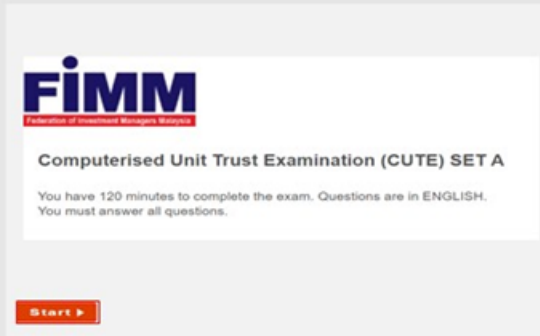 FiMM
Federation of Investment Managers Malaysia
Computerised Unit Trust Examination (CUTE) SET A
You have 120 minutes to complete the exam. Questions are in ENGLISH.
You must answer all questions.
Start